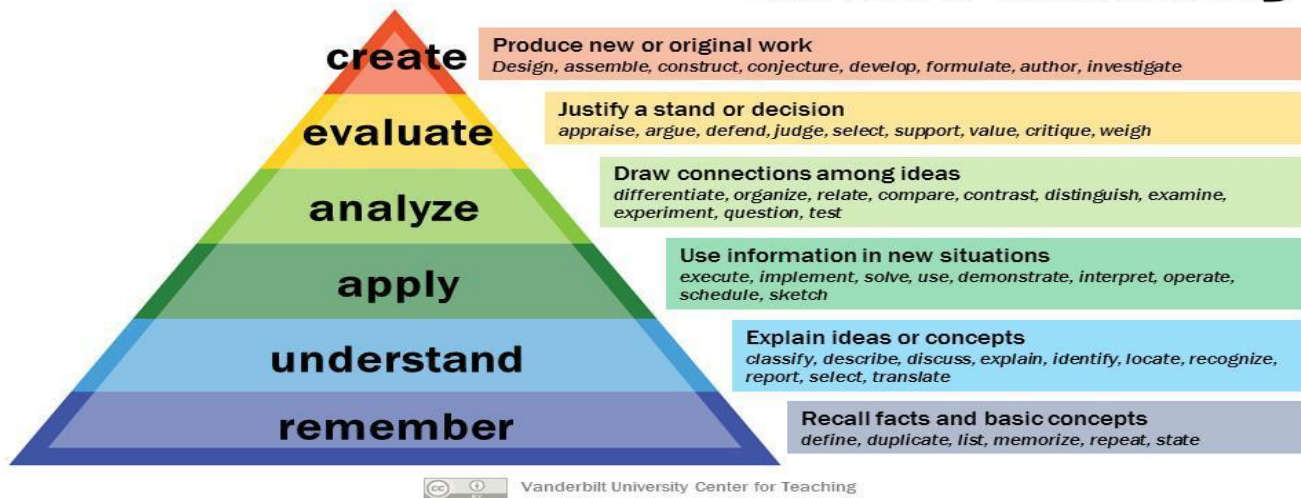 create
Produce new or original work
Design, assemble, construct, conjecture, develop, formulate, author, investigate
evaluate
Justify a stand or decision
appraise, argue, defend, judge, select, support, value, critique, weigh
analyze
Draw connections among ideas
differentiate, organize, relate, compare, contrast, distinguish, examine,
experiment, question, test
apply
Use information in new situations
execute, implement, solve, use, demonstrate, interpret, operate,
schedule, sketch
understand
Explain ideas or concepts
classify, describe, discuss, explain, identify, locate, recognize,
report, select, translate
remember
Recall facts and basic concepts
define, duplicate, list, memorize, repeat, state
cc
Vanderbilt University Center for Teaching